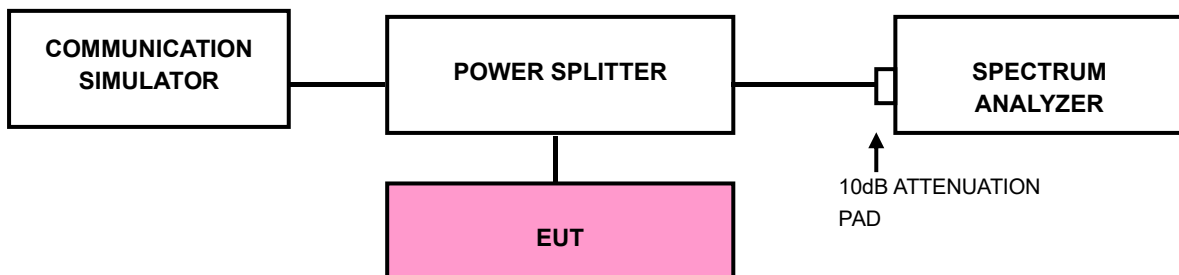 COMMUNICATION
SIMULATOR
POWER SPLITTER
SPECTRUM
ANALYZER
10dB ATTENUATION
PAD
EUT